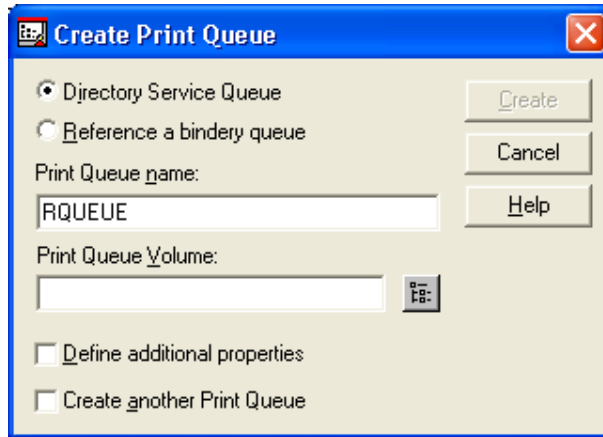 Create Print Queue
Directory Service Queue
Reference a bindery queue
Create
Cancel
Help
Print Queue name:
RQUEUE
Print Queue Volume:
Define additional properties
Create another Print Queue